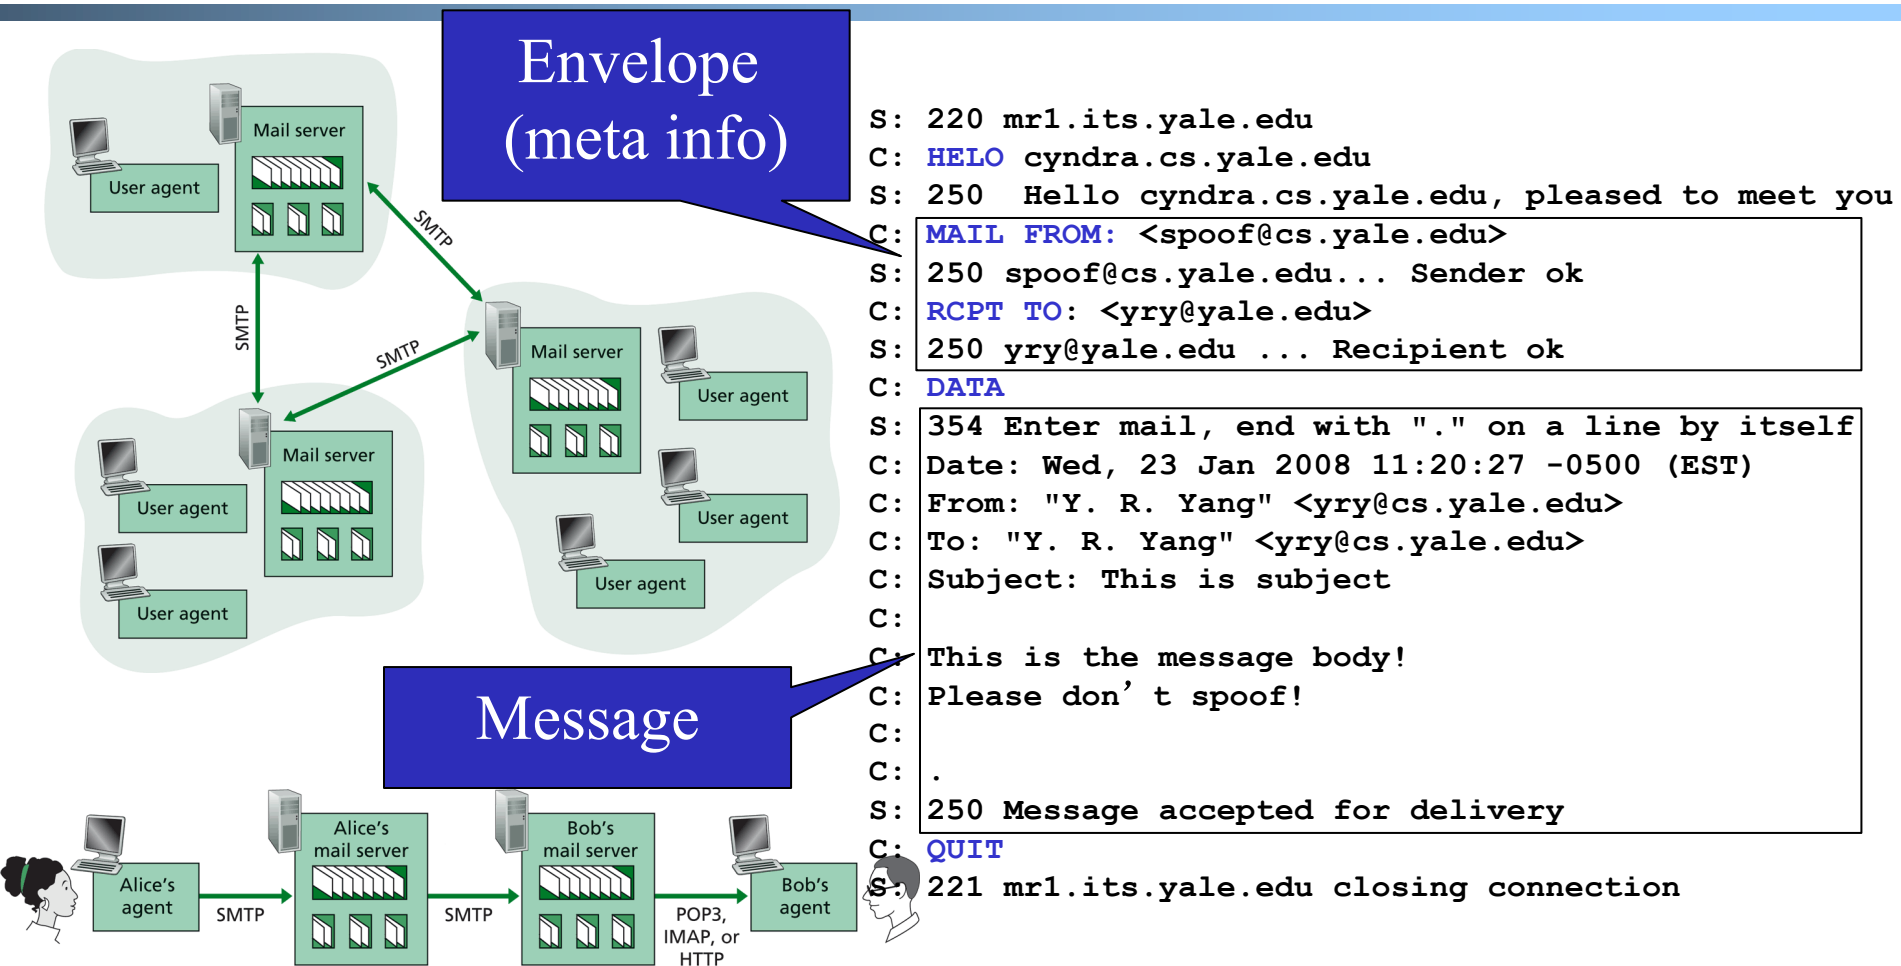 Envelope
(meta info)
Mail server
User agent
SMTP
SMTP
SMTP
Mail server
User agent
User agent
User agent
Mail server
User agent
User agent
Message
S: 220 mr1.its.yale.edu
C: HELO cyndra.cs.yale.edu
S: 250  Hello cyndra.cs.yale.edu, pleased to meet you
C: MAIL FROM: <spoof@cs.yale.edu>
S: 250 spoof@cs.yale.edu... Sender ok
C: RCPT TO: <yry@yale.edu>
S: 250 yry@yale.edu ... Recipient ok
C: DATA
S: 354 Enter mail, end with "." on a line by itself
C: Date: Wed, 23 Jan 2008 11:20:27 -0500 (EST)
C: From: "Y. R. Yang" <yry@cs.yale.edu>
C: To: "Y. R. Yang" <yry@cs.yale.edu>
C: Subject: This is subject
C:
C: This is the message body!
C: Please don’t spoof!
C:
C: .
S: 250 Message accepted for delivery
C: QUIT
S: 221 mr1.its.yale.edu closing connection
Alice's
agent
SMTP
Alice's
mail server
SMTP
Bob's
mail server
POP3,
IMAP, or
HTTP
Bob's
agent